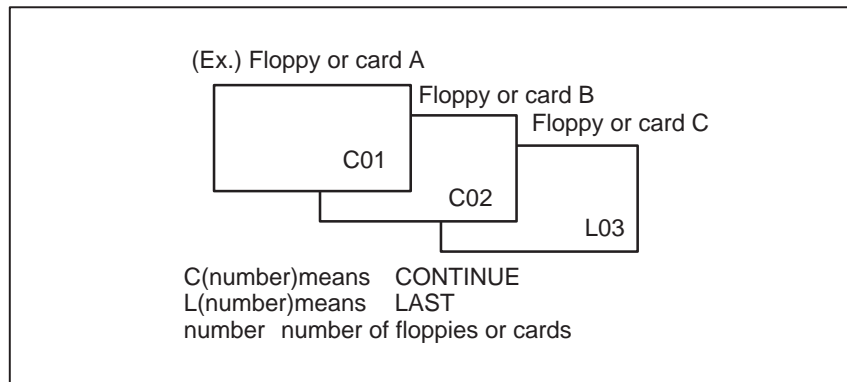 (Ex.) Floppy or card A
Floppy or card B
Floppy or card C
C01
C02
L03
C(number)means CONTINUE
L(number)means LAST
number number of floppies or cards